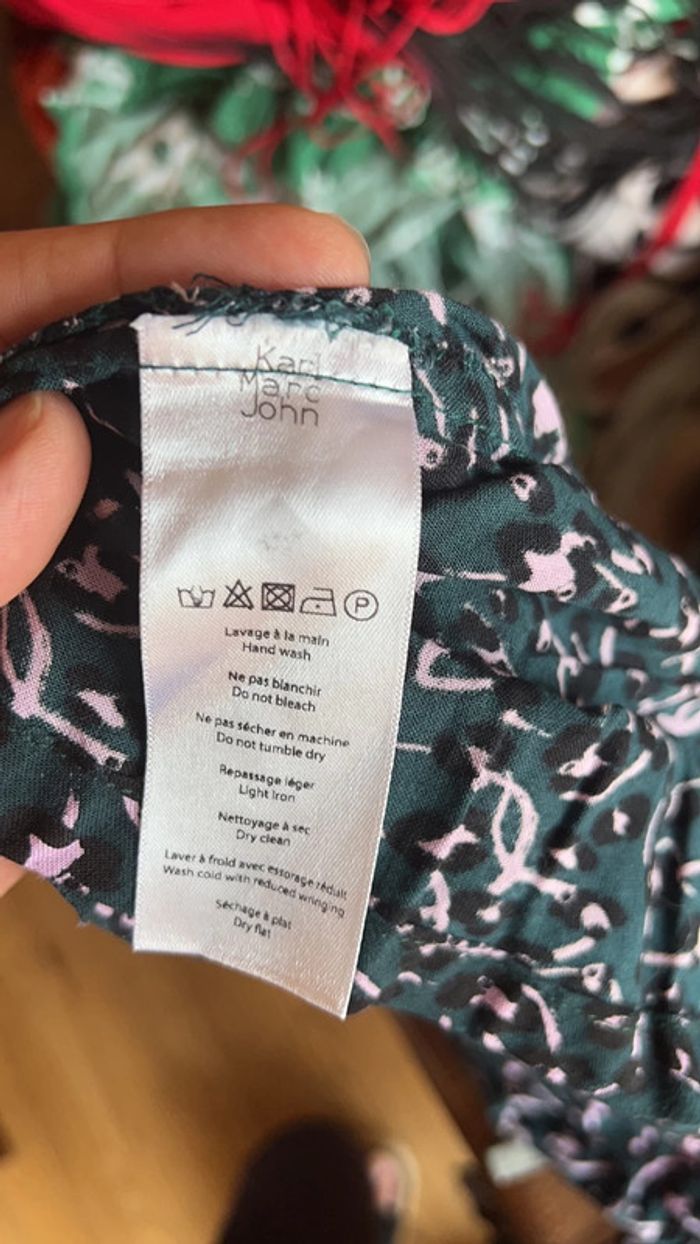 Karl
Marc
John
P
Lavage à la main
Hand wash
Ne pas blanchir
Do not bleach
Ne pas sécher en machine
Do not tumble dry
Repassage léger
Light Iron
Nettoyage à sec
Dry clean
Laver à froid avec essorage réduit
Wash cold with reduced wringing
Séchage à plat
Dry flat